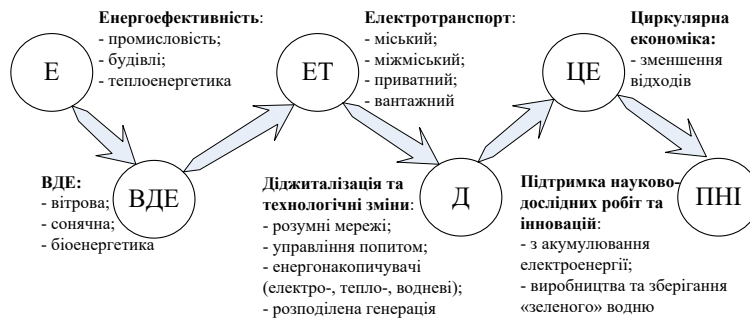 Енергоефективність:
- промисловість;
- будівлі;
- теплоенергетика
Е
Електротранспорт:
- міський;
- міжміський;
- приватний;
- вантажний
ЕТ
Циркулярна
економіка:
- зменшення
відходів
ЦЕ
ВДЕ:
- вітрова;
- сонячна;
- біоенергетика
ВДЕ
Діджиталізація та
технологічні зміни:
- розумні мережі;
- управління попитом;
- енергонакопичувачі
(електро-, тепло-, водневі);
- розподілена генерація
Д
Підтримка науково-
дослідних робіт та
інновацій:
- з акумулювання
електроенергії;
- виробництва та зберігання
«зеленого» водню
ПНІ